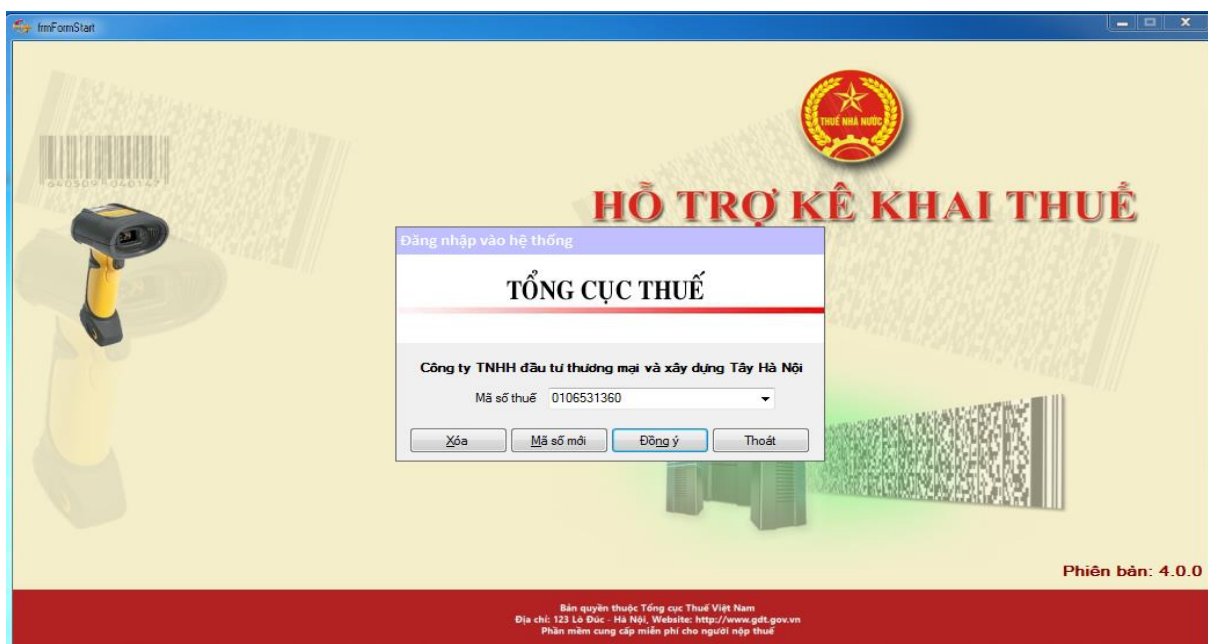 frmFormStart
THUẾ NHÀ NƯỚC
640509 040147
HỖ TRỢ KÊ KHAI THUẾ
Đăng nhập vào hệ thống
TỔNG CỤC THUẾ
Công ty TNHH đầu tư thương mại và xây dựng Tây Hà Nội
Mã số thuế 0106531360
Xóa Mã số mới Đồng ý Thoát
Phiên bản: 4.0.0
Bản quyền thuộc Tổng cục Thuế Việt Nam
Địa chỉ: 123 Lò Đúc - Hà Nội, Website: http://www.gdt.gov.vn
Phần mềm cung cấp miễn phí cho người nộp thuế